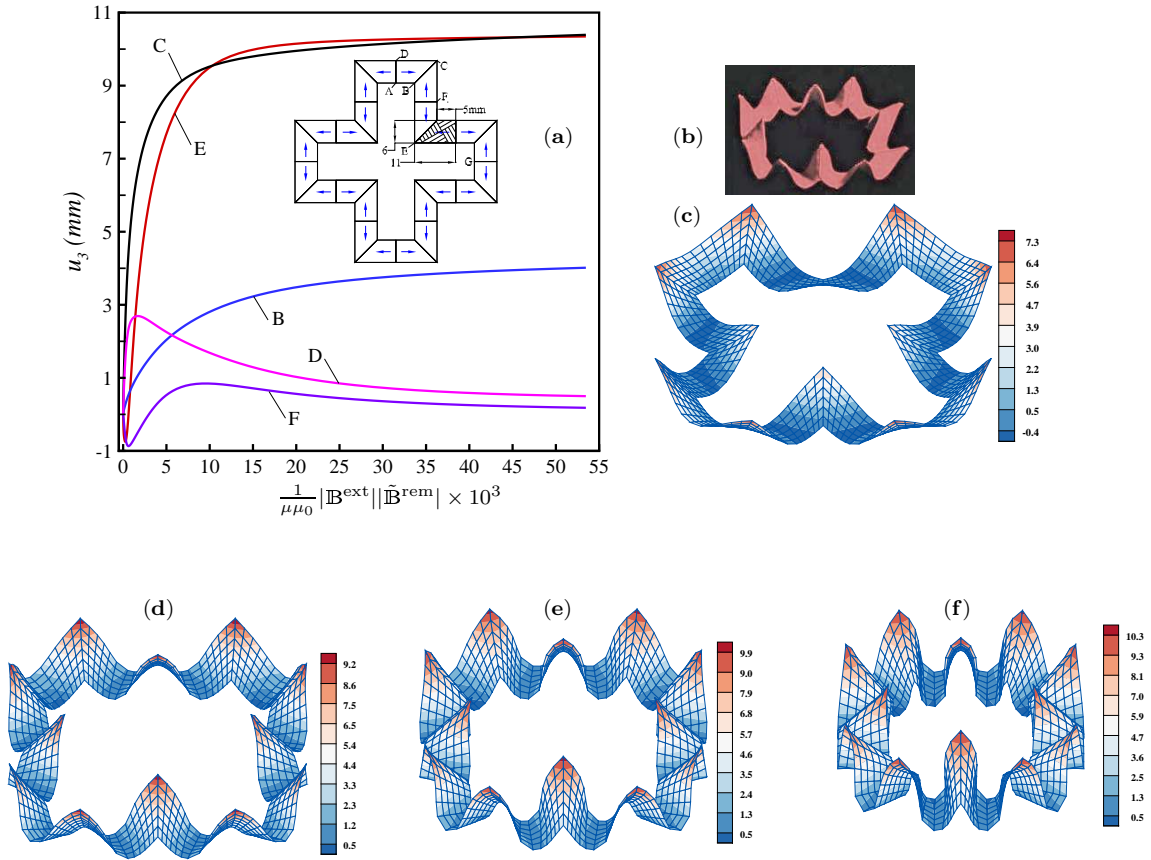 11
9
7
5
3
1
-1
u3 (mm)
0 5 10 15 20 25 30 35 40 45 50 55
1/μμ0 |𝔹^ext||𝔹̃^rem| × 10^3
C
E
B
D
F
(a)
D
C
A B
F
5mm
6
E
11
G
(b)
(c)
7.3
6.4
5.6
4.7
3.9
3.0
2.2
1.3
0.5
-0.4
(d)
9.2
8.6
7.5
6.5
5.4
4.4
3.3
2.3
1.2
0.5
(e)
9.9
9.0
7.9
6.8
5.7
4.6
3.5
2.4
1.3
0.5
(f)
10.3
9.3
8.1
7.0
5.9
4.7
3.6
2.5
1.3
0.5